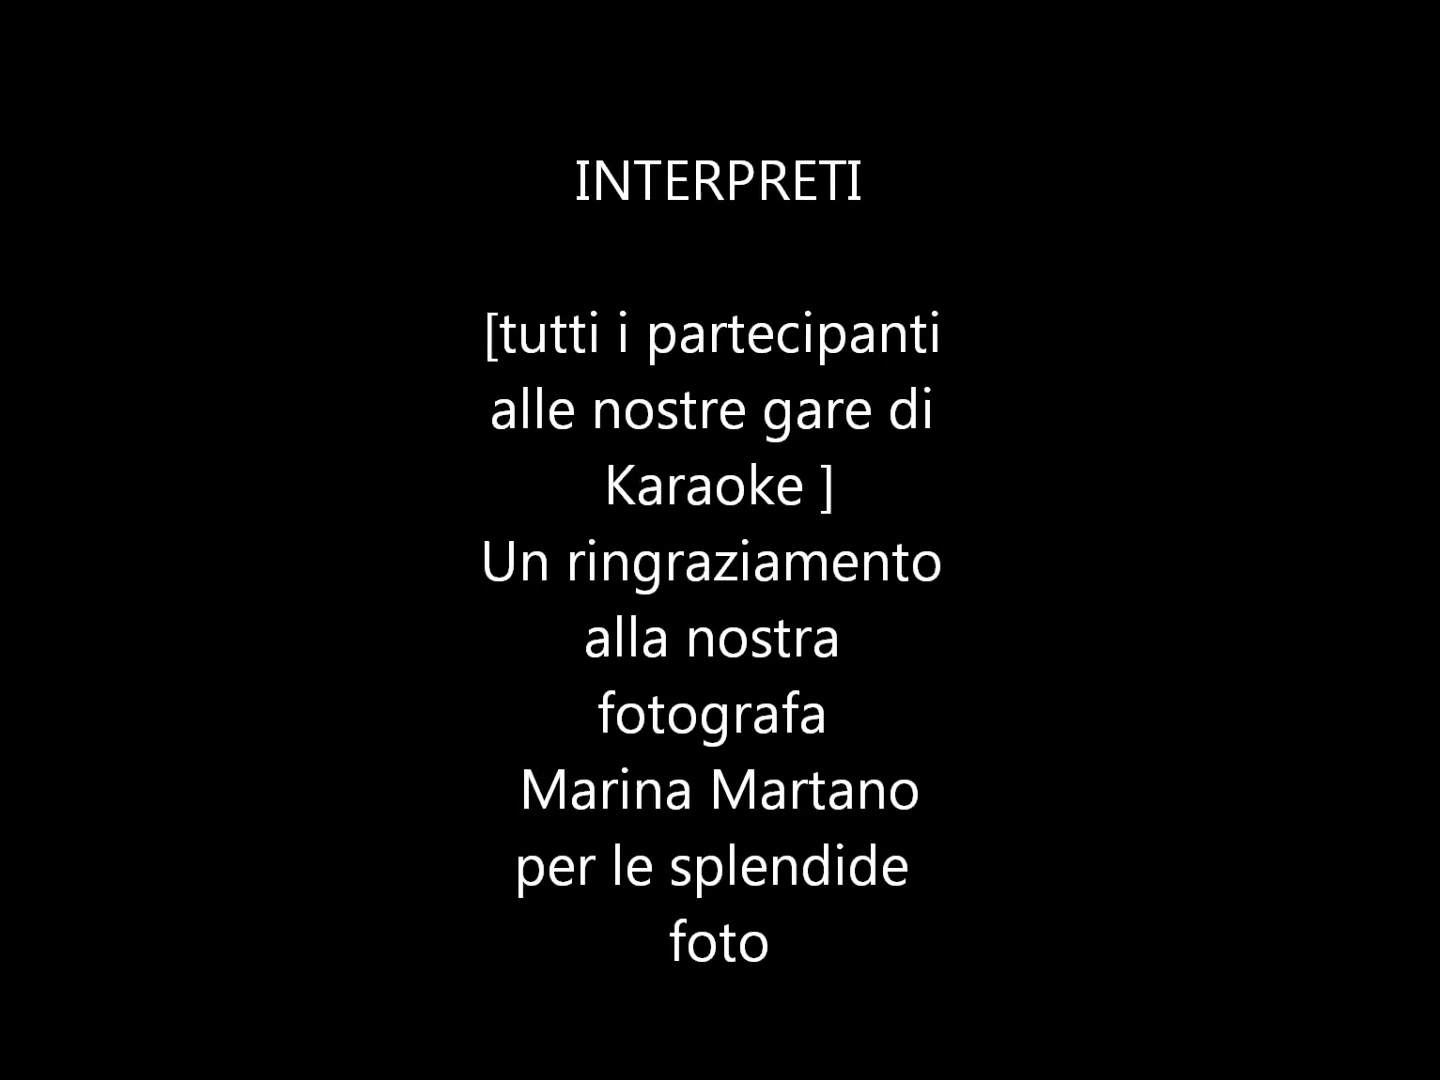 INTERPRETI
[tutti i partecipanti
alle nostre gare di
Karaoke ]
Un ringraziamento
alla nostra
fotografa
Marina Martano
per le splendide
foto